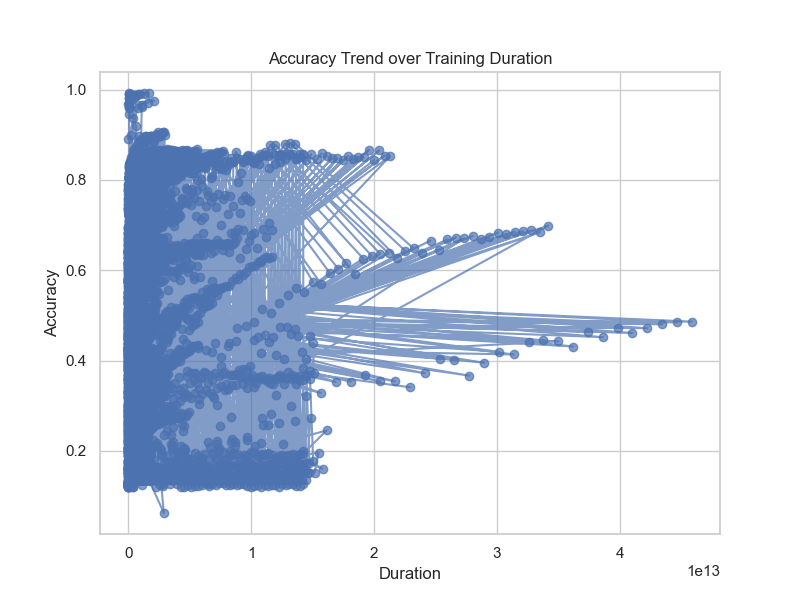 Accuracy Trend over Training Duration
1.0
0.8
0.6
0.4
0.2
Accuracy
0 1 2 3 4
1e13
Duration